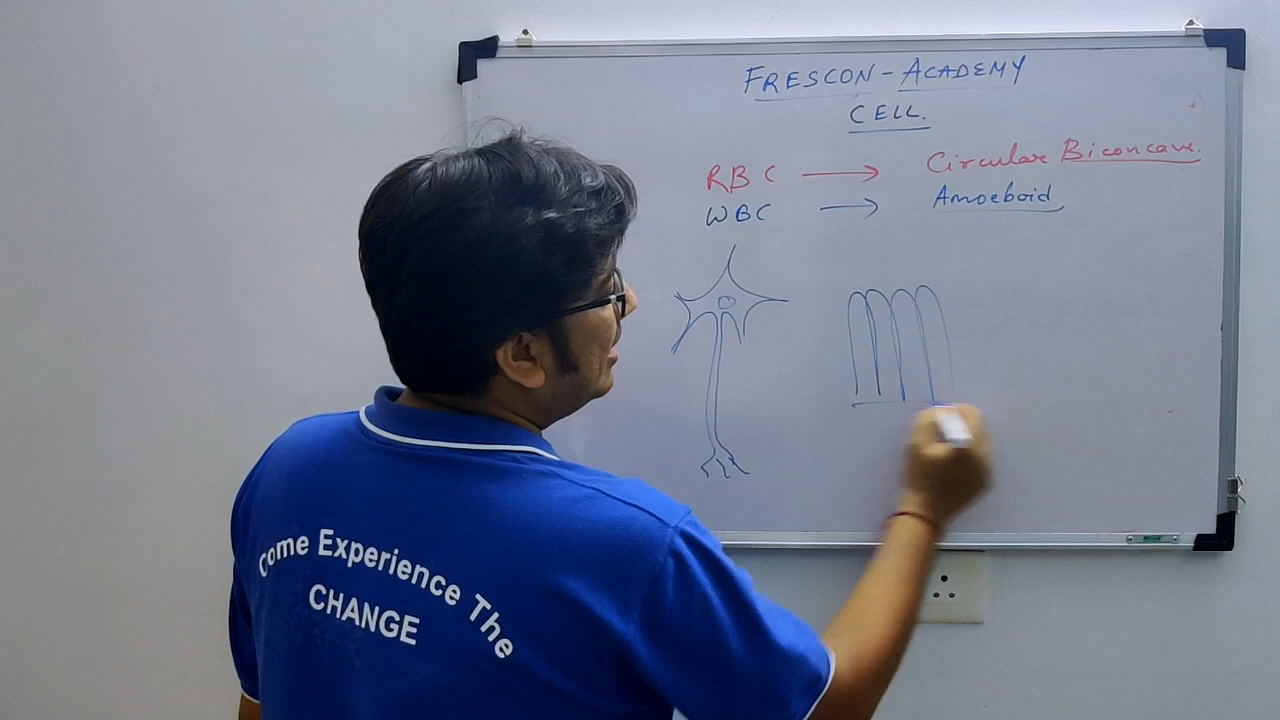 FRESCON - ACADEMY
CELL.
RBC → Circular Biconcave.
WBC → Amoeboid
Come Experience The
CHANGE